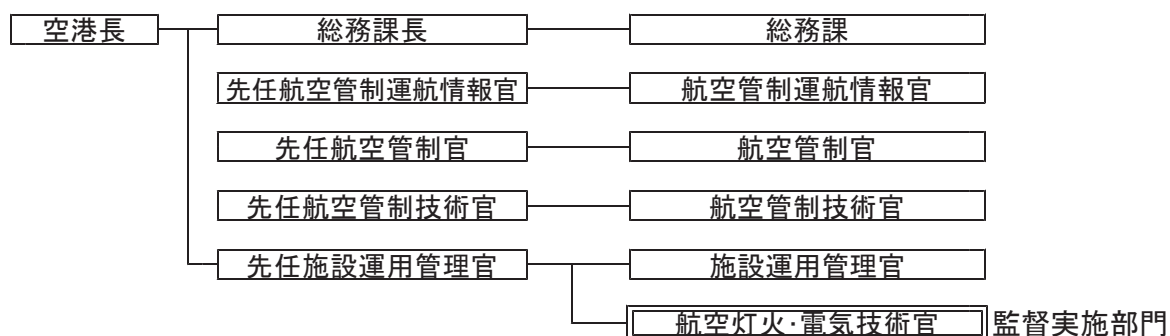 空港長 総務課長 総務課
先任航空管制運航情報官 航空管制運航情報官
先任航空管制官 航空管制官
先任航空管制技術官 航空管制技術官
先任施設運用管理官 施設運用管理官
航空灯火･電気技術官 監督実施部門